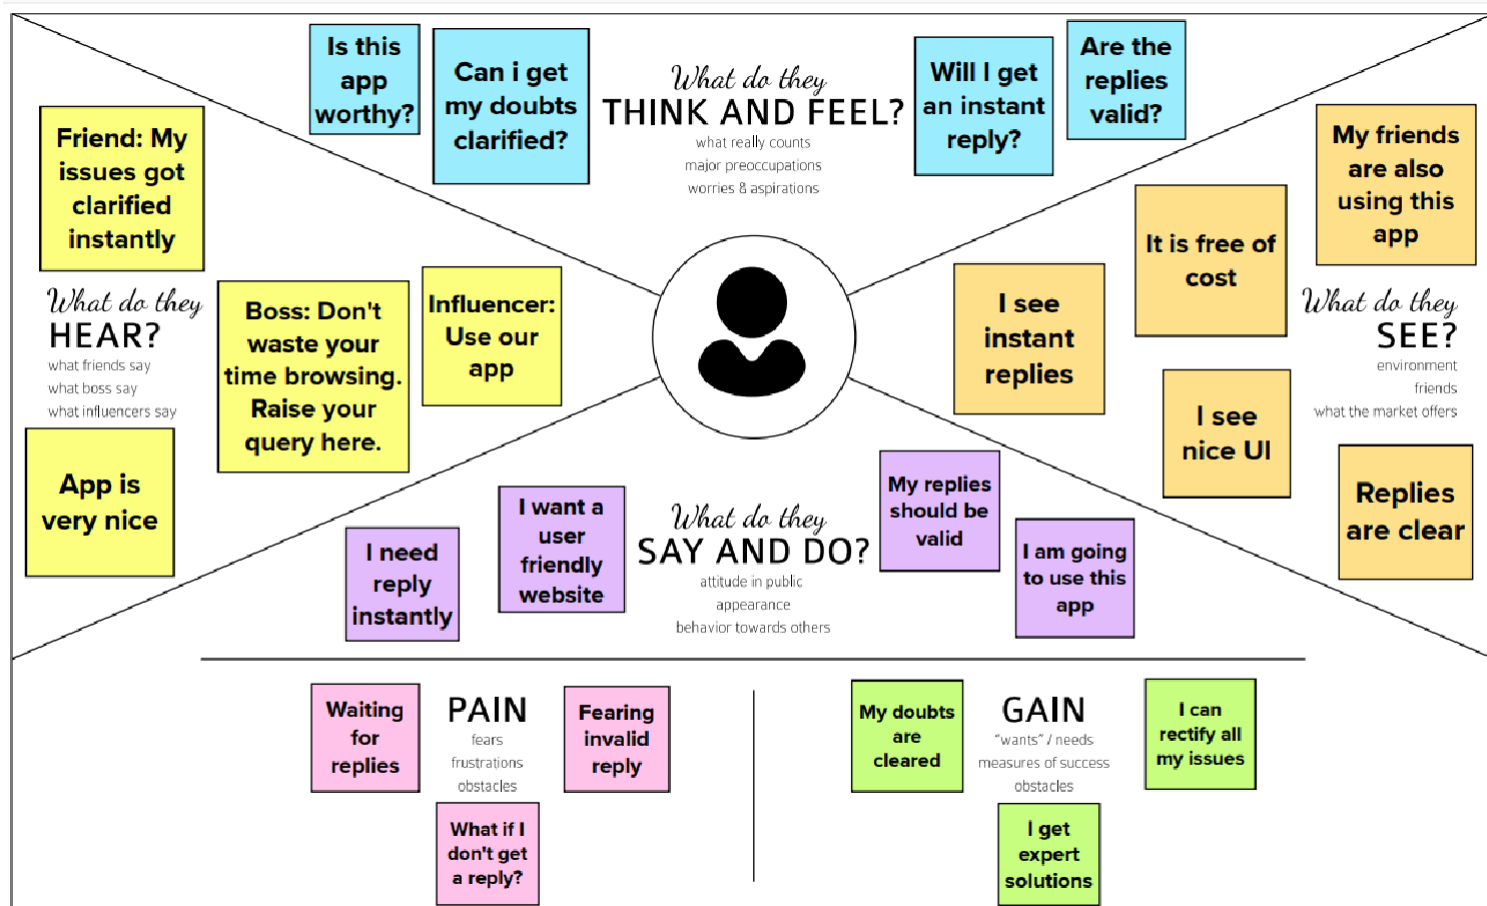 Is this
app
worthy?
Can i get
my doubts
clarified?
What do they
THINK AND FEEL?
what really counts
major preoccupations
worries & aspirations
Will I get
an instant
reply?
Are the
replies
valid?
Friend: My
issues got
clarified
instantly
What do they
HEAR?
what friends say
what boss say
what influencers say
Boss: Don't
waste your
time browsing.
Raise your
query here.
Influencer:
Use our
app
App is
very nice
My friends
are also
using this
app
It is free of
cost
I see
instant
replies
What do they
SEE?
environment
friends
what the market offers
I see
nice UI
Replies
are clear
I need
reply
instantly
I want a
user
friendly
website
What do they
SAY AND DO?
attitude in public
appearance
behavior towards others
My replies
should be
valid
I am going
to use this
app
Waiting
for
replies
PAIN
fears
frustrations
obstacles
Fearing
invalid
reply
What if I
don't get
a reply?
My doubts
are
cleared
GAIN
"wants" / needs
measures of success
obstacles
I can
rectify all
my issues
I get
expert
solutions